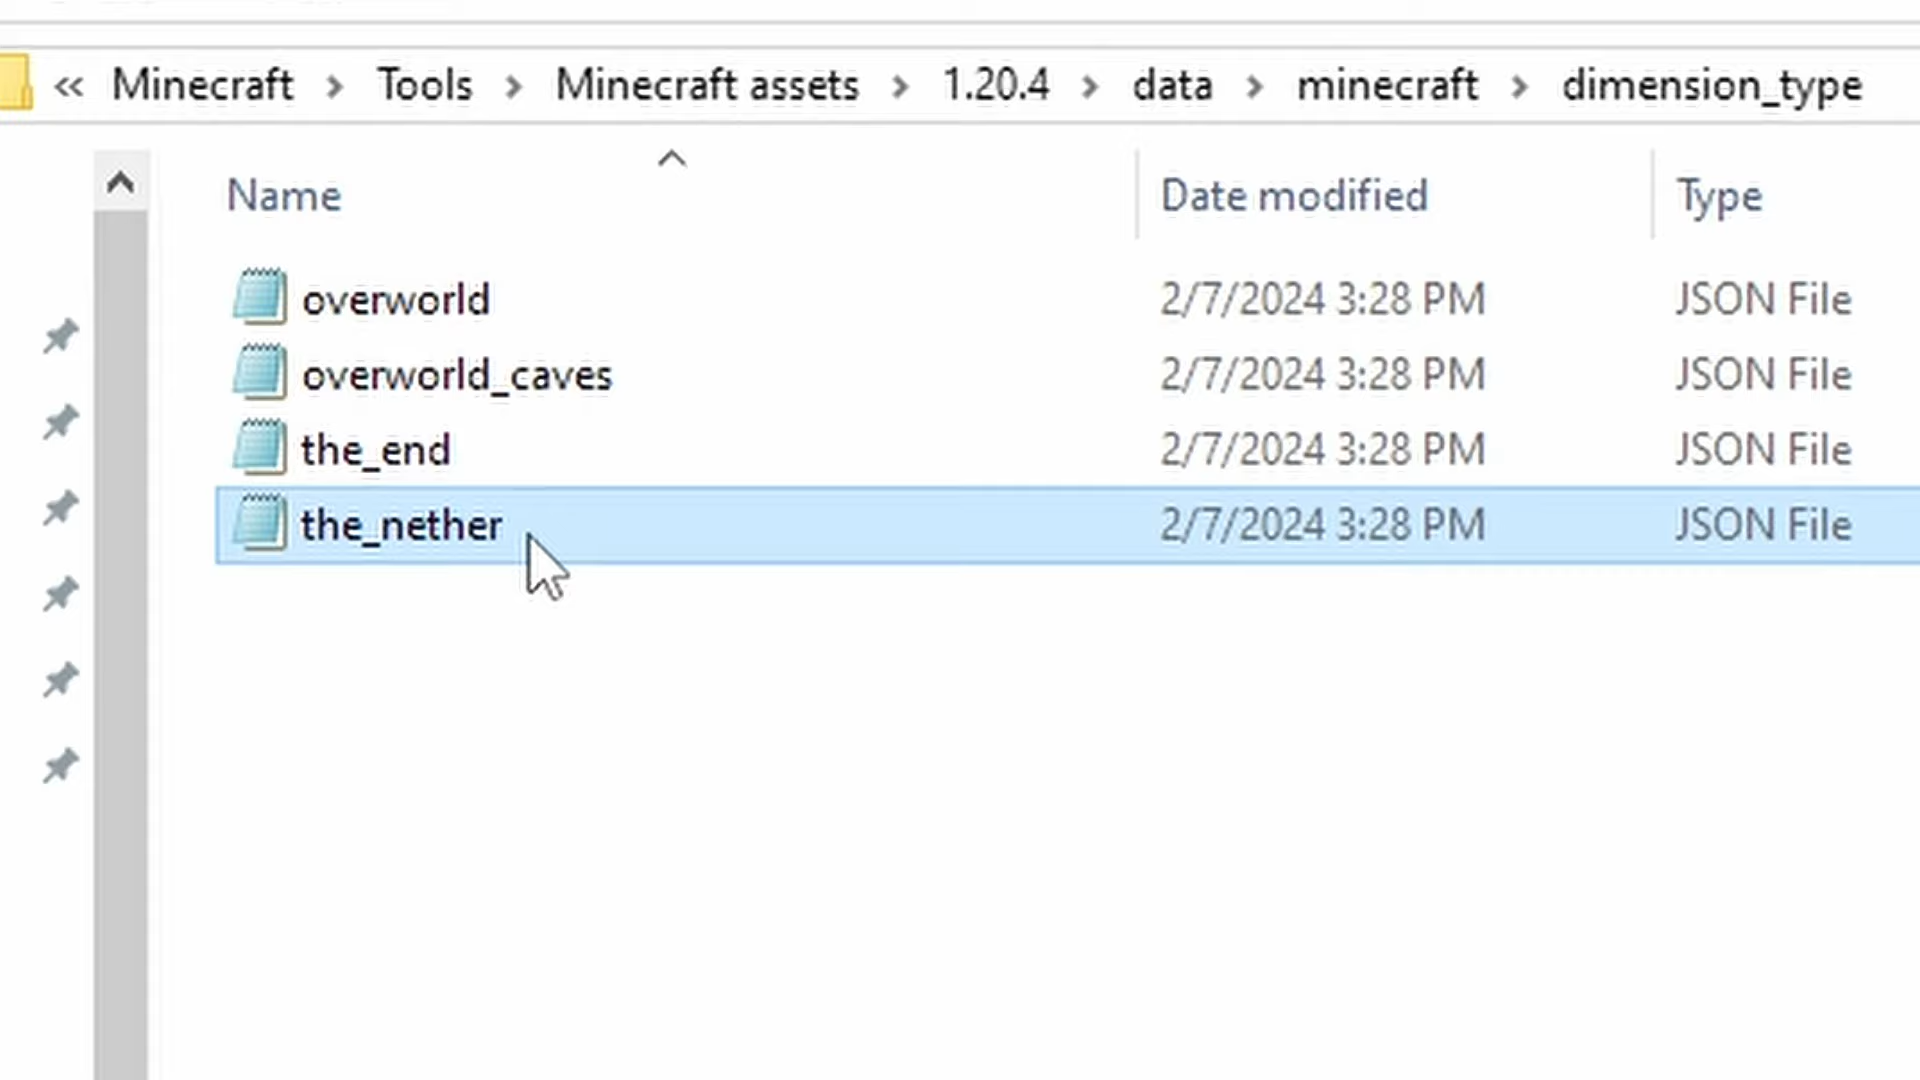 « Minecraft > Tools > Minecraft assets > 1.20.4 > data > minecraft > dimension_type
Name Date modified Type
overworld 2/7/2024 3:28 PM JSON File
overworld_caves 2/7/2024 3:28 PM JSON File
the_end 2/7/2024 3:28 PM JSON File
the_nether 2/7/2024 3:28 PM JSON File